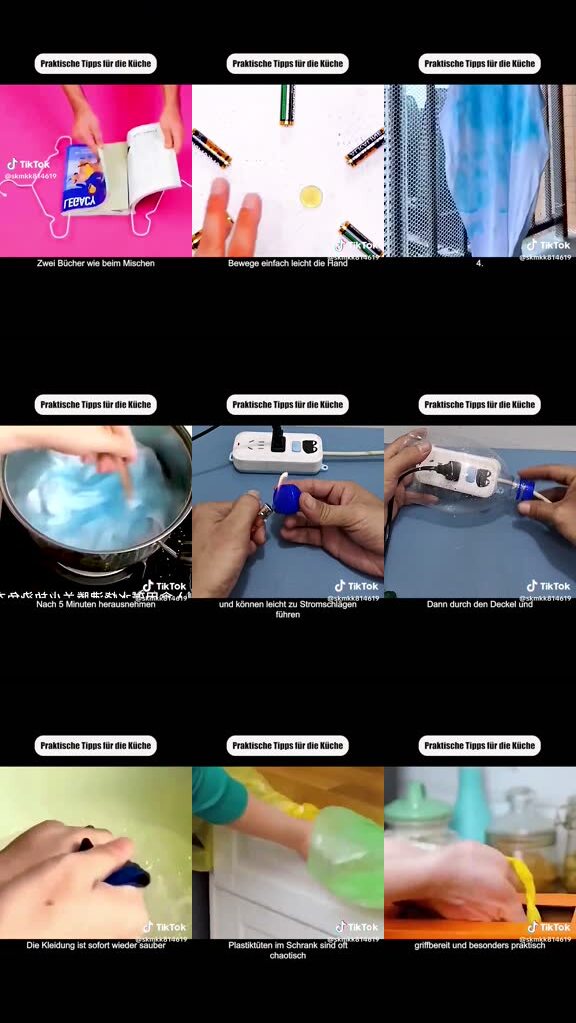 Praktische Tipps für die Küche
Praktische Tipps für die Küche
Praktische Tipps für die Küche
LEGACY
TikTok
@skmkk814619
TikTok
@skmkk814619
TikTok
@skmkk814619
Zwei Bücher wie beim Mischen
Bewege einfach leicht die Hand
4.
Praktische Tipps für die Küche
Praktische Tipps für die Küche
Praktische Tipps für die Küche
TikTok
@skmkk814619
TikTok
@skmkk814619
TikTok
@skmkk814619
Nach 5 Minuten herausnehmen
und können leicht zu Stromschlägen
führen
Dann durch den Deckel und
Praktische Tipps für die Küche
Praktische Tipps für die Küche
Praktische Tipps für die Küche
TikTok
@skmkk814619
TikTok
@skmkk814619
TikTok
@skmkk814619
Die Kleidung ist sofort wieder sauber
Plastiktüten im Schrank sind oft
chaotisch
griffbereit und besonders praktisch